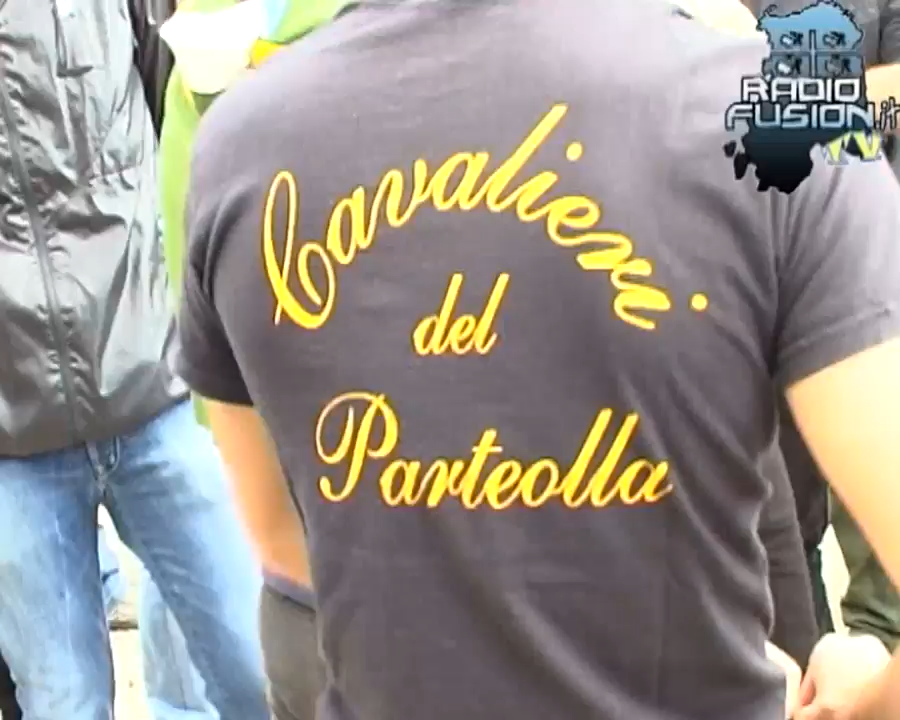 RADIO
FUSION.it
TV
Cavalieri
del
Parteolla